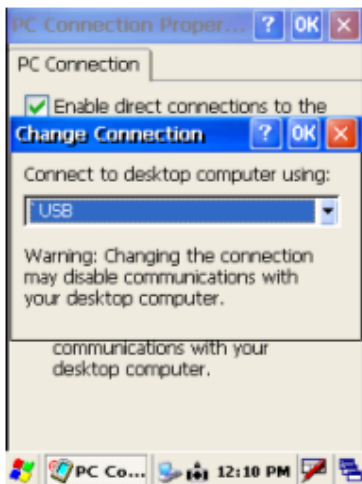 PC Connection Proper... ? OK ×
PC Connection
Enable direct connections to the
Change Connection ? OK ×
Connect to desktop computer using:
`USB
Warning: Changing the connection
may disable communications with
your desktop computer.
communications with your
desktop computer.
PC Co... 12:10 PM